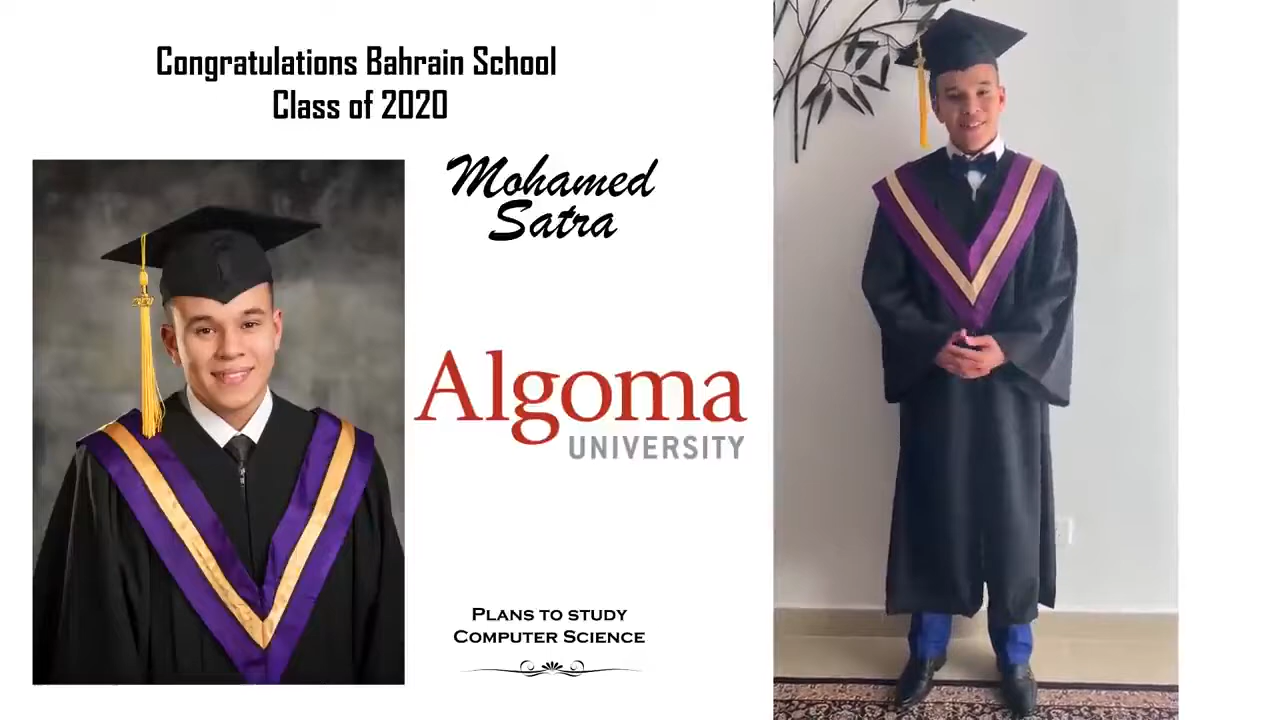 Congratulations Bahrain School
Class of 2020
Mohamed
Satra
Algoma
UNIVERSITY
PLANS TO STUDY
COMPUTER SCIENCE